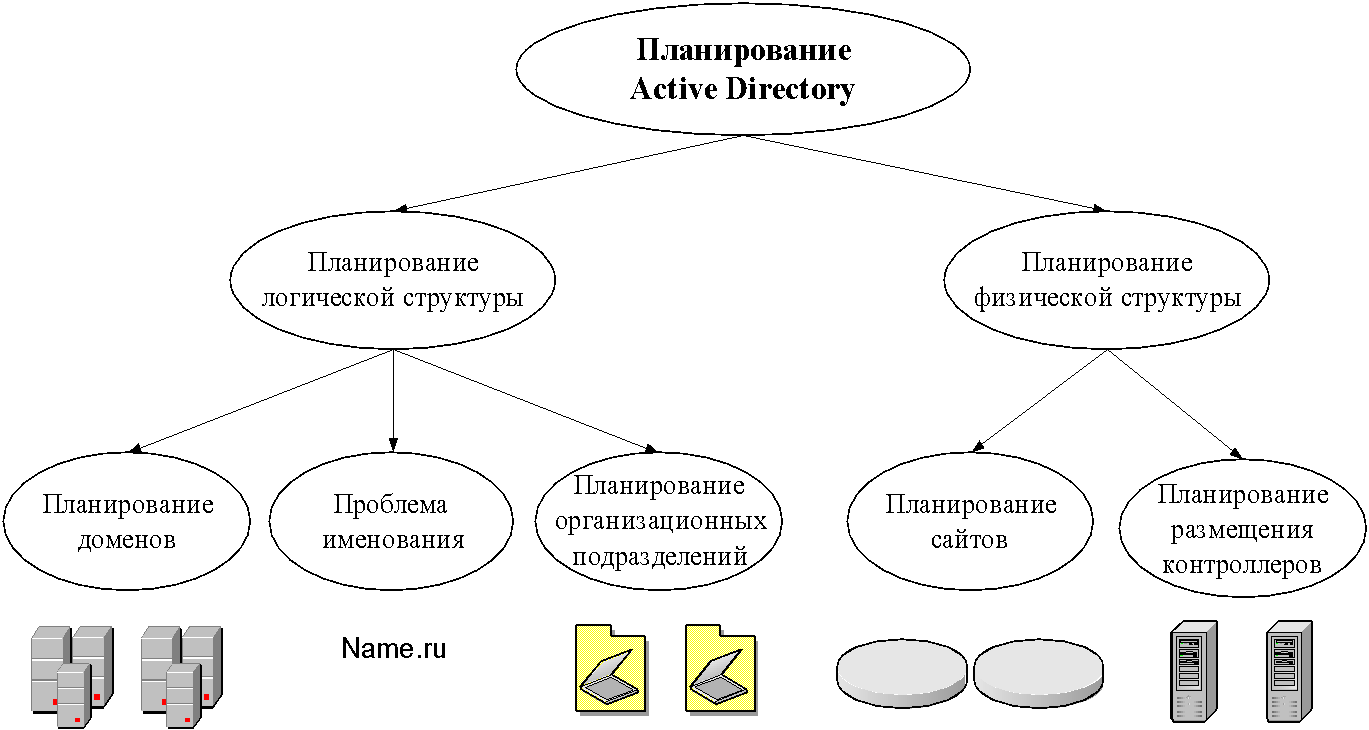 Планирование
Active Directory
Планирование
логической структуры
Планирование
физической структуры
Планирование
доменов
Проблема
именования
Планирование
организационных
подразделений
Планирование
сайтов
Планирование
размещения
контроллеров
Name.ru